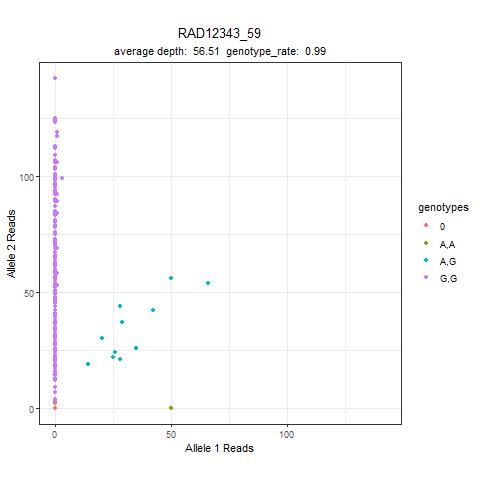 RAD12343_59
average depth:  56.51  genotype_rate:  0.99
100
50
0
0
50
100
Allele 2 Reads
Allele 1 Reads
genotypes
0
A,A
A,G
G,G